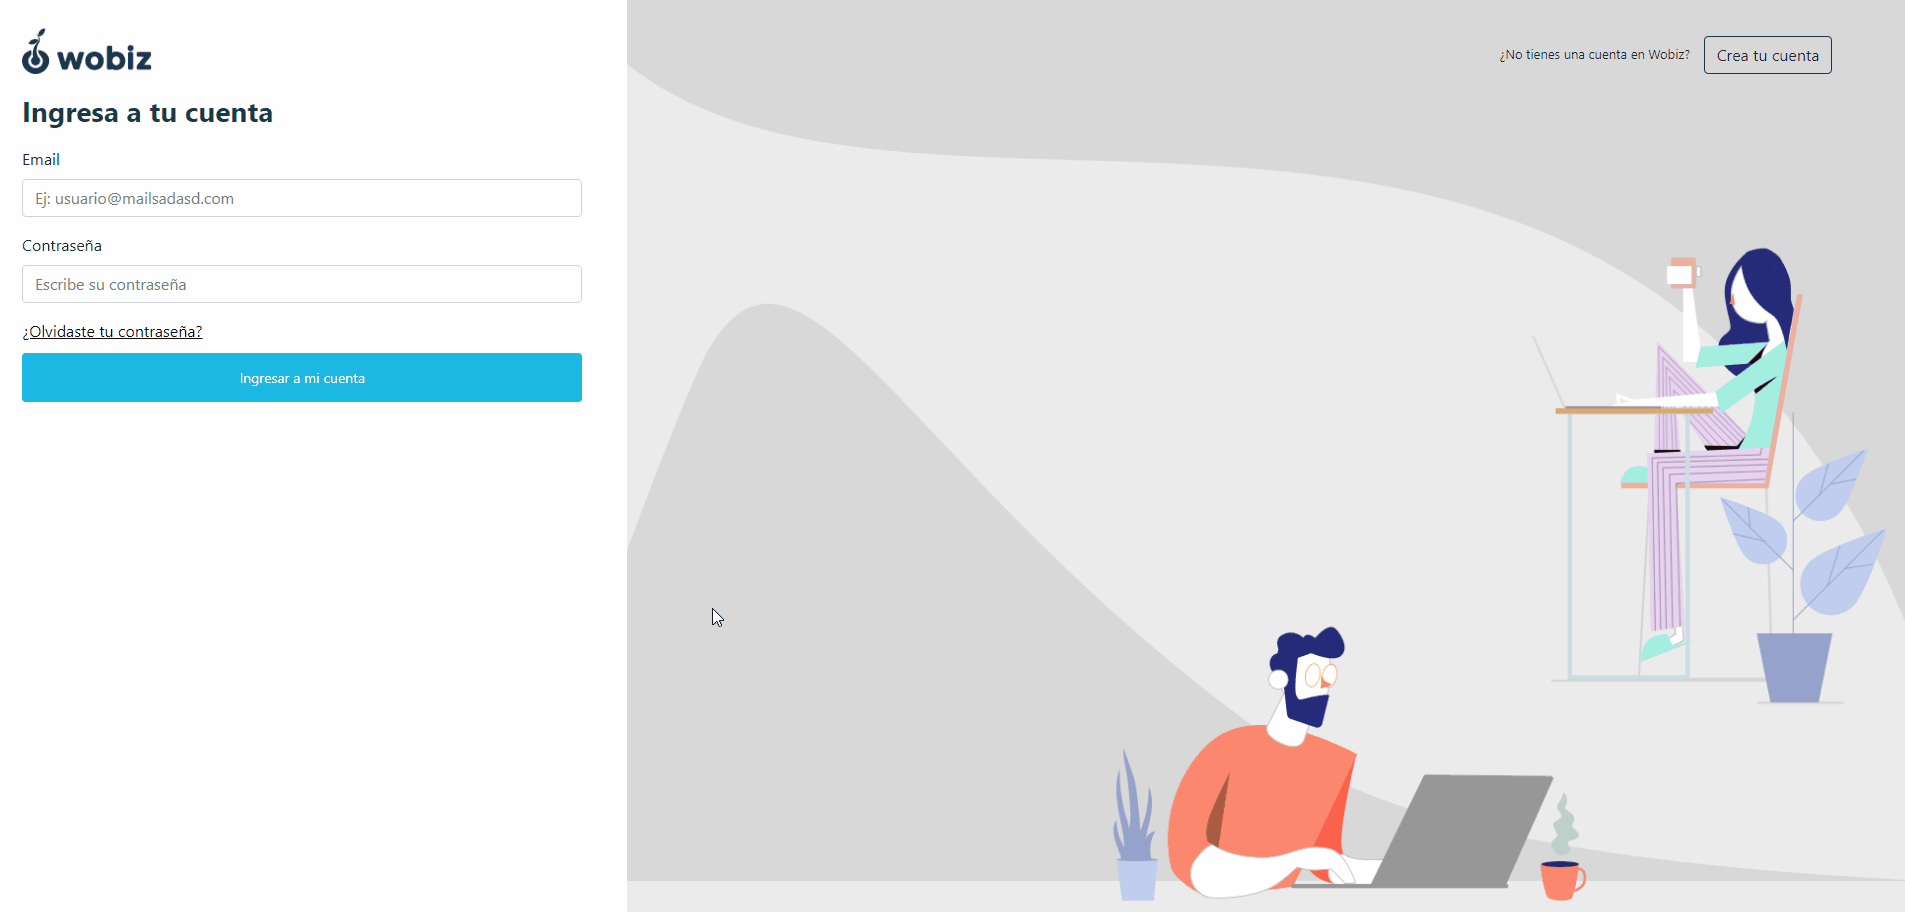 wobiz
Ingresa a tu cuenta
Email
Ej: usuario@mailsadasd.com
Contraseña
Escribe su contraseña
¿Olvidaste tu contraseña?
Ingresar a mi cuenta
¿No tienes una cuenta en Wobiz?
Crea tu cuenta